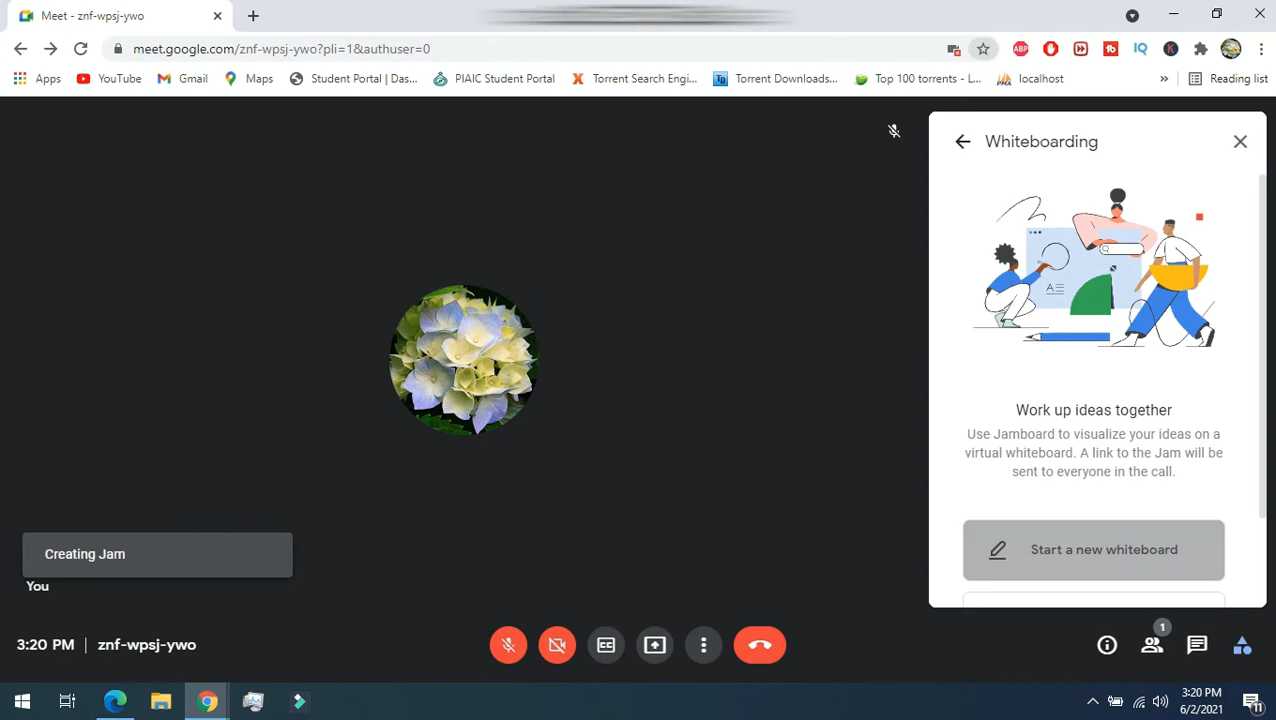 Meet - znf-wpsj-ywo
meet.google.com/znf-wpsj-ywo?pli=1&authuser=0
ABP
IQ
K
Apps
YouTube
Gmail
Maps
Student Portal | Das...
PIAIC Student Portal
Torrent Search Engi...
Torrent Downloads...
Top 100 torrents - L...
localhost
»
Reading list
Whiteboarding
Work up ideas together
Use Jamboard to visualize your ideas on a
virtual whiteboard. A link to the Jam will be
sent to everyone in the call.
Start a new whiteboard
Creating Jam
You
3:20 PM | znf-wpsj-ywo
CC
1
3:20 PM
6/2/2021
11